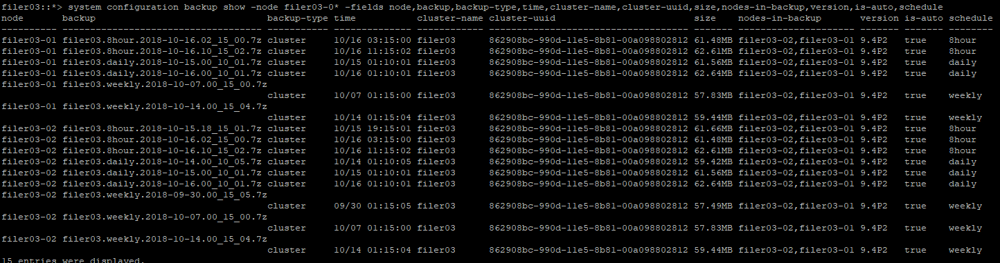 filer03::*> system configuration backup show -node filer03-0* -fields node,backup,backup-type,time,cluster-name,cluster-uuid,size,nodes-in-backup,version,is-auto,schedule
node       backup                               backup-type time           cluster-name cluster-uuid                         size    nodes-in-backup       version is-auto schedule
---------- ------------------------------------ ----------- -------------- ------------ ------------------------------------ ------- --------------------- ------- ------- --------
filer03-01 filer03.8hour.2018-10-16.02_15_00.7z cluster     10/16 03:15:00 filer03      862908bc-990d-11e5-8b81-00a098802812 61.48MB filer03-02,filer03-01 9.4P2   true    8hour
filer03-01 filer03.8hour.2018-10-16.10_15_02.7z cluster     10/16 11:15:02 filer03      862908bc-990d-11e5-8b81-00a098802812 62.61MB filer03-02,filer03-01 9.4P2   true    8hour
filer03-01 filer03.daily.2018-10-15.00_10_01.7z cluster     10/15 01:10:01 filer03      862908bc-990d-11e5-8b81-00a098802812 61.56MB filer03-02,filer03-01 9.4P2   true    daily
filer03-01 filer03.daily.2018-10-16.00_10_01.7z cluster     10/16 01:10:01 filer03      862908bc-990d-11e5-8b81-00a098802812 62.64MB filer03-02,filer03-01 9.4P2   true    daily
filer03-01 filer03.weekly.2018-10-07.00_15_00.7z
cluster     10/07 01:15:00 filer03      862908bc-990d-11e5-8b81-00a098802812 57.83MB filer03-02,filer03-01 9.4P2   true    weekly
filer03-01 filer03.weekly.2018-10-14.00_15_04.7z
cluster     10/14 01:15:04 filer03      862908bc-990d-11e5-8b81-00a098802812 59.44MB filer03-02,filer03-01 9.4P2   true    weekly
filer03-02 filer03.8hour.2018-10-15.18_15_01.7z cluster     10/15 19:15:01 filer03      862908bc-990d-11e5-8b81-00a098802812 61.66MB filer03-02,filer03-01 9.4P2   true    8hour
filer03-02 filer03.8hour.2018-10-16.02_15_00.7z cluster     10/16 03:15:00 filer03      862908bc-990d-11e5-8b81-00a098802812 61.48MB filer03-02,filer03-01 9.4P2   true    8hour
filer03-02 filer03.8hour.2018-10-16.10_15_02.7z cluster     10/16 11:15:02 filer03      862908bc-990d-11e5-8b81-00a098802812 62.61MB filer03-02,filer03-01 9.4P2   true    8hour
filer03-02 filer03.daily.2018-10-14.00_10_05.7z cluster     10/14 01:10:05 filer03      862908bc-990d-11e5-8b81-00a098802812 59.42MB filer03-02,filer03-01 9.4P2   true    daily
filer03-02 filer03.daily.2018-10-15.00_10_01.7z cluster     10/15 01:10:01 filer03      862908bc-990d-11e5-8b81-00a098802812 61.56MB filer03-02,filer03-01 9.4P2   true    daily
filer03-02 filer03.daily.2018-10-16.00_10_01.7z cluster     10/16 01:10:01 filer03      862908bc-990d-11e5-8b81-00a098802812 62.64MB filer03-02,filer03-01 9.4P2   true    daily
filer03-02 filer03.weekly.2018-09-30.00_15_05.7z
cluster     09/30 01:15:05 filer03      862908bc-990d-11e5-8b81-00a098802812 57.49MB filer03-02,filer03-01 9.4P2   true    weekly
filer03-02 filer03.weekly.2018-10-07.00_15_00.7z
cluster     10/07 01:15:00 filer03      862908bc-990d-11e5-8b81-00a098802812 57.83MB filer03-02,filer03-01 9.4P2   true    weekly
filer03-02 filer03.weekly.2018-10-14.00_15_04.7z
cluster     10/14 01:15:04 filer03      862908bc-990d-11e5-8b81-00a098802812 59.44MB filer03-02,filer03-01 9.4P2   true    weekly
15 entries were displayed.